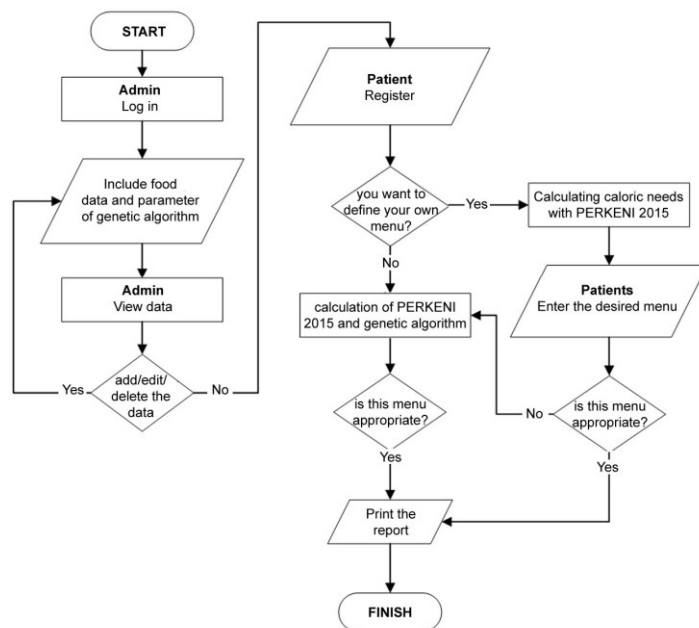 START
Admin
Log in
Include food
data and parameter
of genetic algorithm
Admin
View data
add/edit/
delete the
data
Yes
No
Patient
Register
you want to
define your own
menu?
Yes
No
Calculating caloric needs
with PERKENI 2015
Patients
Enter the desired menu
calculation of PERKENI
2015 and genetic algorithm
is this menu
appropriate?
No
Yes
is this menu
appropriate?
Yes
Print the
report
FINISH